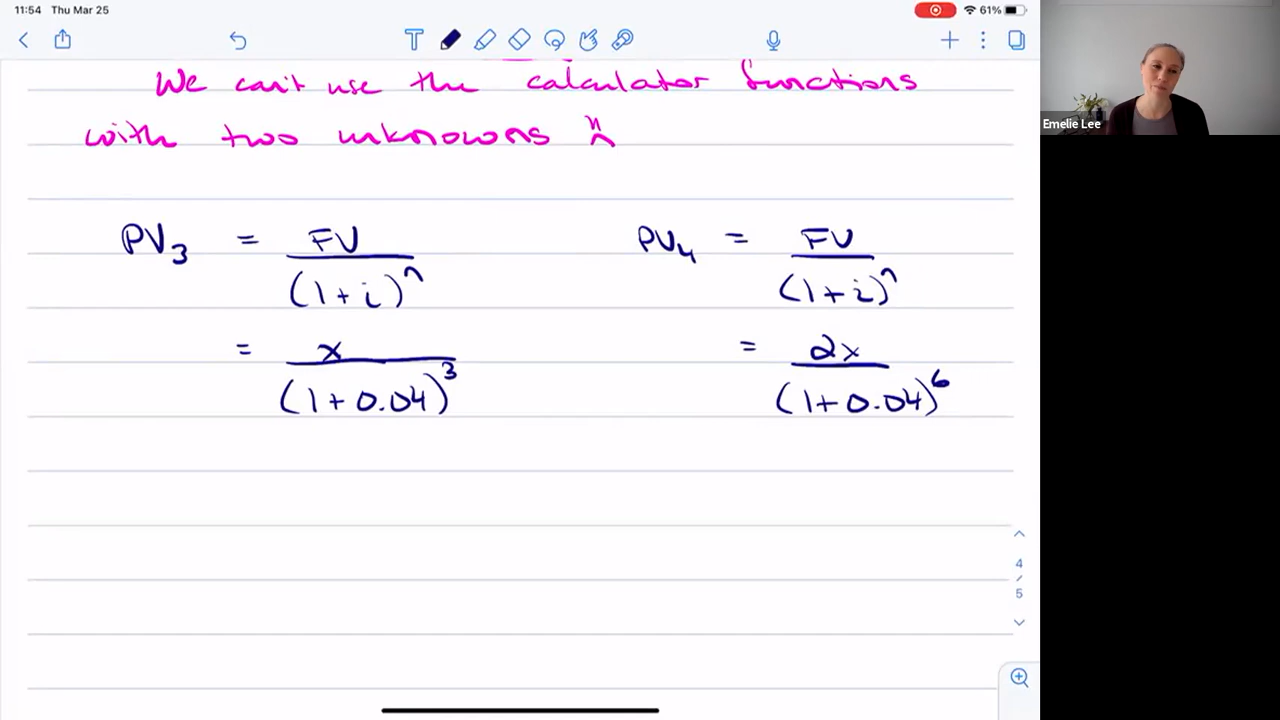 11:54 Thu Mar 25
61%
We can't use the calculator functions
with two unknowns
Emelie Lee
PV3 = FV / (1+i)^n
PV4 = FV / (1+i)^n
= x / (1+0.04)^3
= 2x / (1+0.04)^6
4
/
5